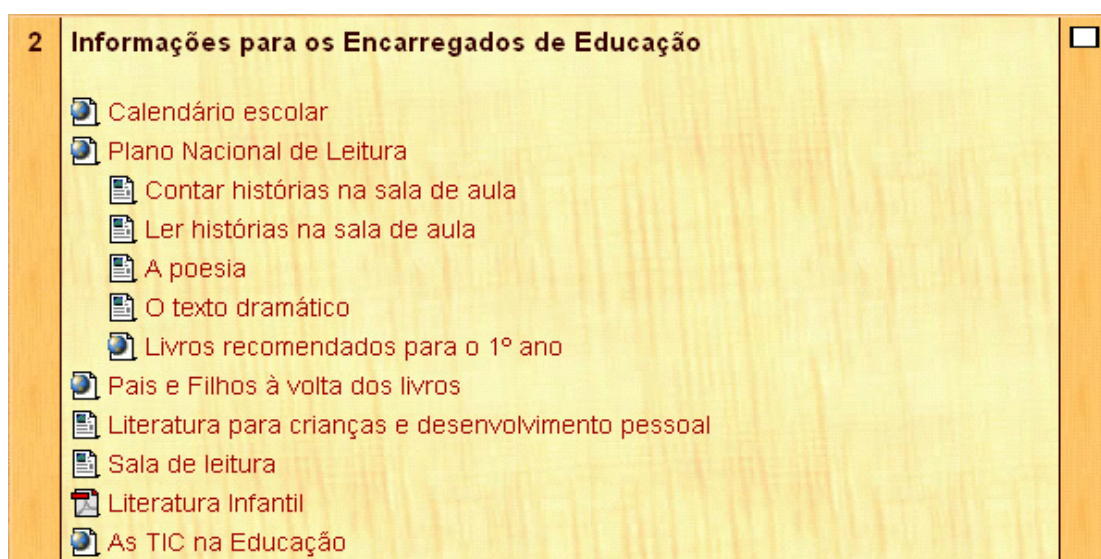 2 Informações para os Encarregados de Educação
Calendário escolar
Plano Nacional de Leitura
Contar histórias na sala de aula
Ler histórias na sala de aula
A poesia
O texto dramático
Livros recomendados para o 1º ano
Pais e Filhos à volta dos livros
Literatura para crianças e desenvolvimento pessoal
Sala de leitura
Literatura Infantil
As TIC na Educação